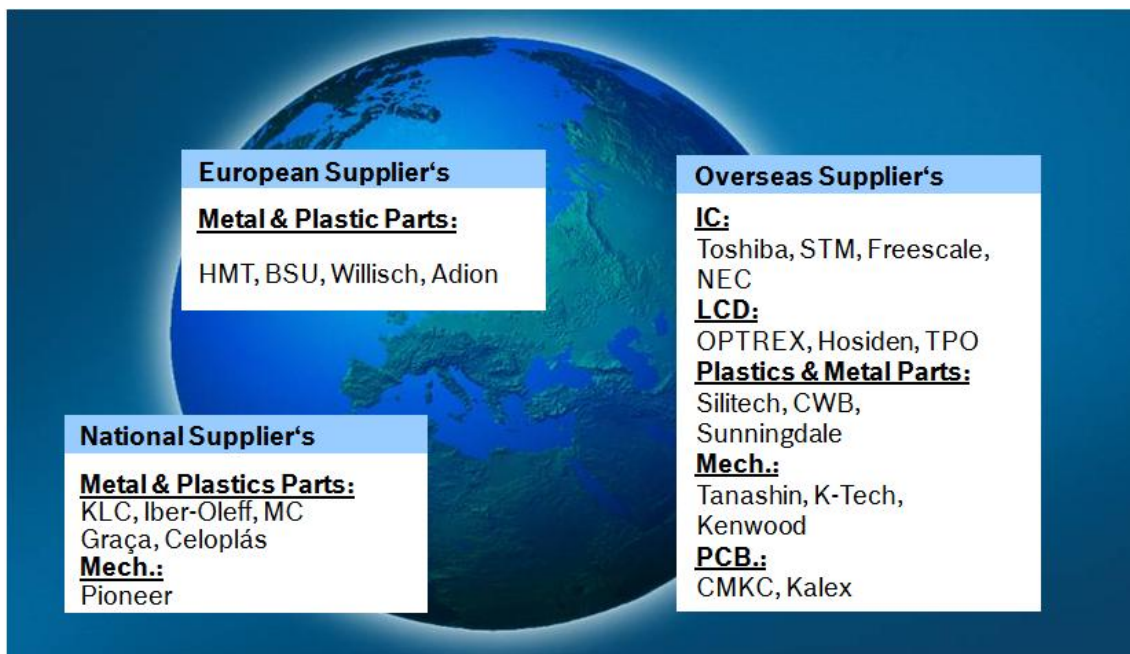 European Supplier‘s
Metal & Plastic Parts:
HMT, BSU, Willisch, Adion
National Supplier‘s
Metal & Plastics Parts:
KLC, Iber-Oleff, MC
Graça, Celoplás
Mech.:
Pioneer
Overseas Supplier‘s
IC:
Toshiba, STM, Freescale,
NEC
LCD:
OPTREX, Hosiden, TPO
Plastics & Metal Parts:
Silitech, CWB,
Sunningdale
Mech.:
Tanashin, K-Tech,
Kenwood
PCB.:
CMKC, Kalex